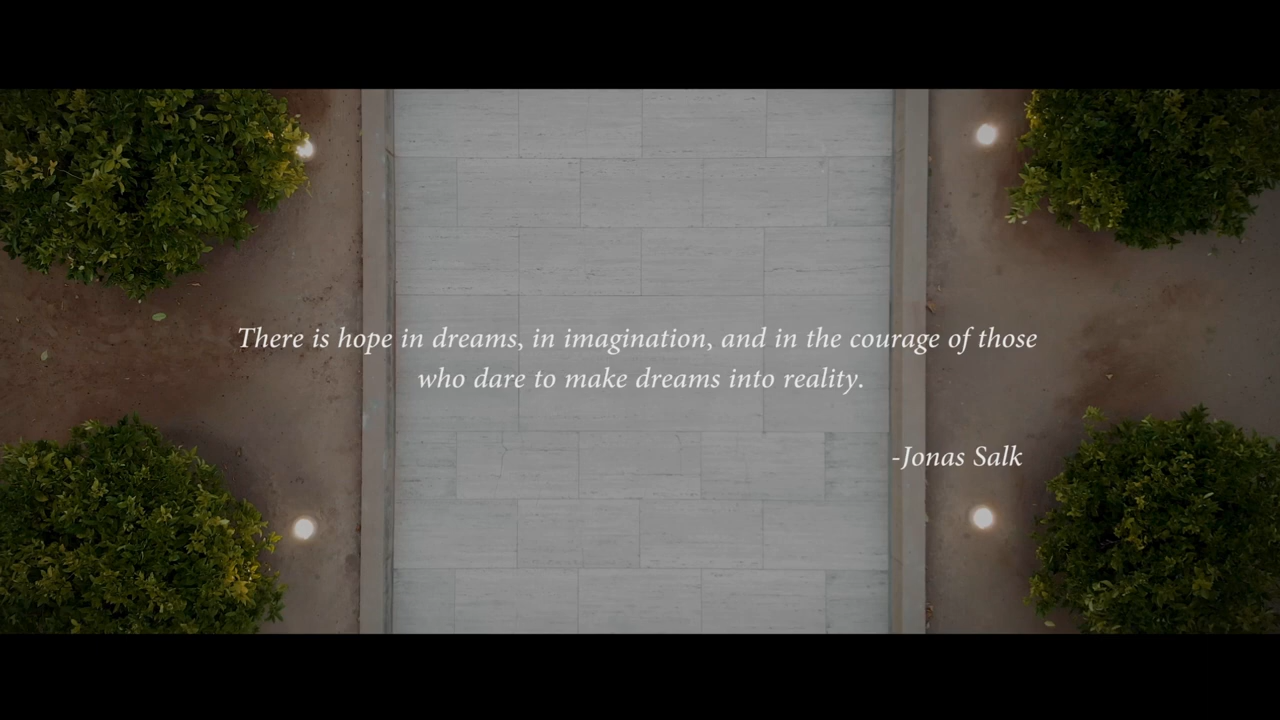 There is hope in dreams, in imagination, and in the courage of those
who dare to make dreams into reality.
-Jonas Salk